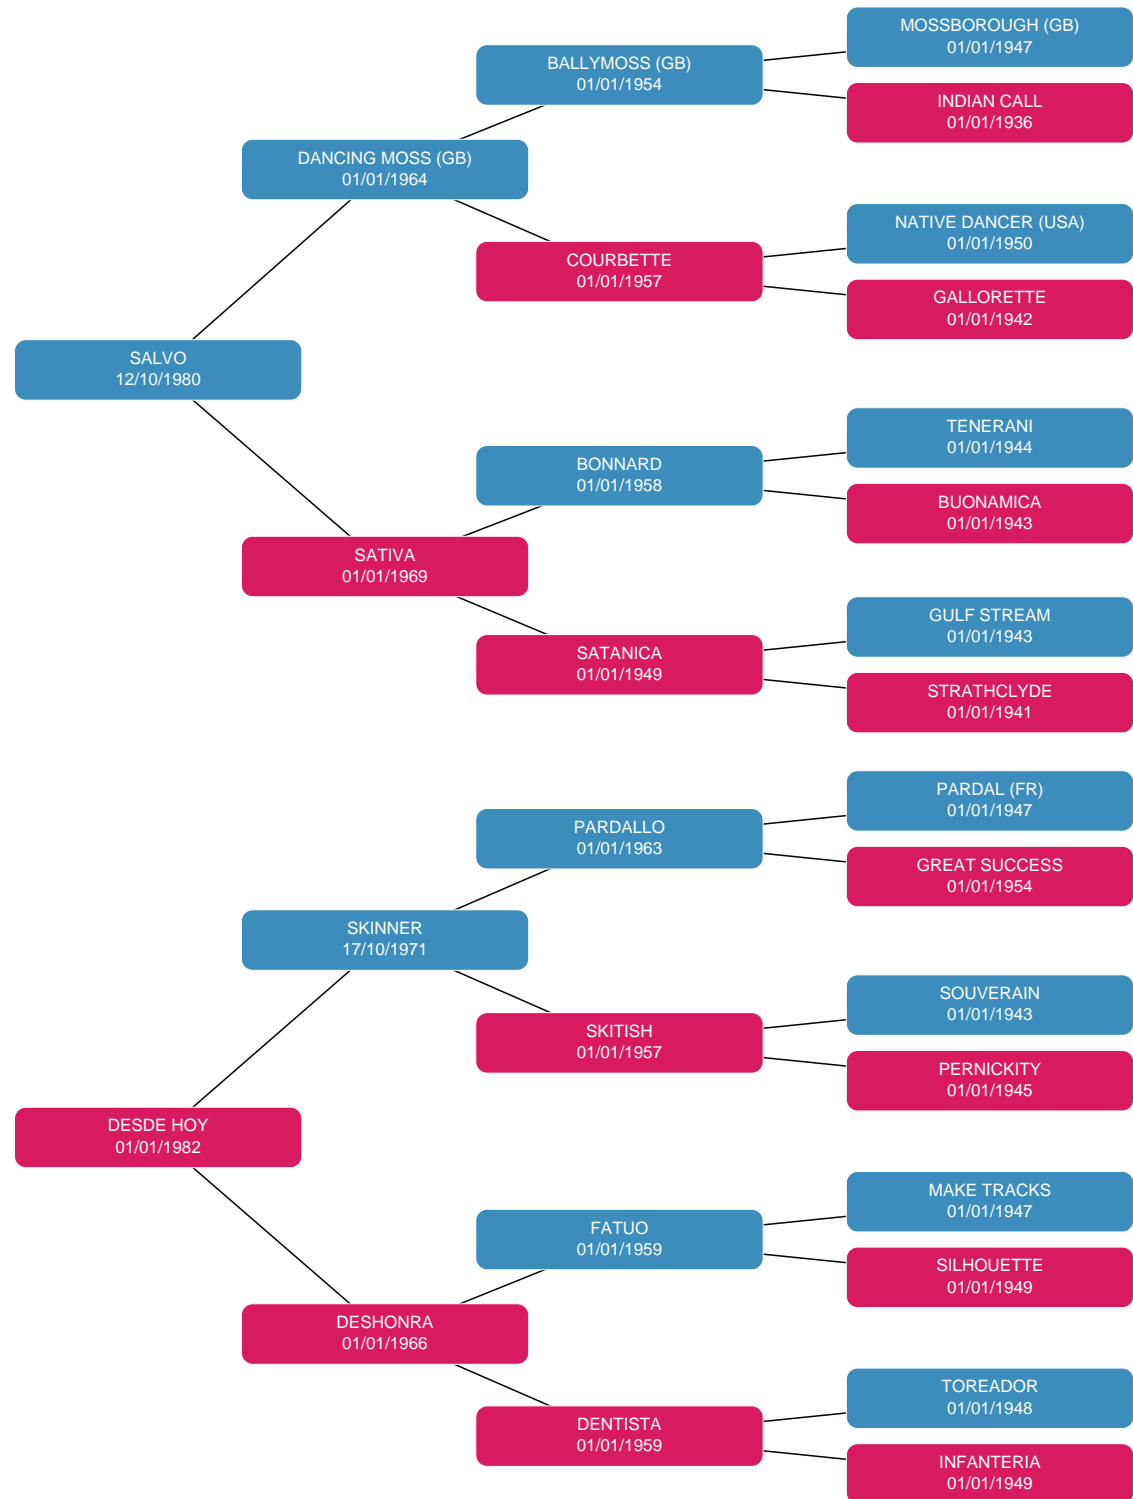 MOSSBOROUGH (GB)
01/01/1947
BALLYMOSS (GB)
01/01/1954
INDIAN CALL
01/01/1936
DANCING MOSS (GB)
01/01/1964
NATIVE DANCER (USA)
01/01/1950
COURBETTE
01/01/1957
GALLORETTE
01/01/1942
SALVO
12/10/1980
TENERANI
01/01/1944
BONNARD
01/01/1958
BUONAMICA
01/01/1943
SATIVA
01/01/1969
GULF STREAM
01/01/1943
SATANICA
01/01/1949
STRATHCLYDE
01/01/1941
PARDAL (FR)
01/01/1947
PARDALLO
01/01/1963
GREAT SUCCESS
01/01/1954
SKINNER
17/10/1971
SOUVERAIN
01/01/1943
SKITISH
01/01/1957
PERNICKITY
01/01/1945
DESDE HOY
01/01/1982
MAKE TRACKS
01/01/1947
FATUO
01/01/1959
SILHOUETTE
01/01/1949
DESHONRA
01/01/1966
TOREADOR
01/01/1948
DENTISTA
01/01/1959
INFANTERIA
01/01/1949